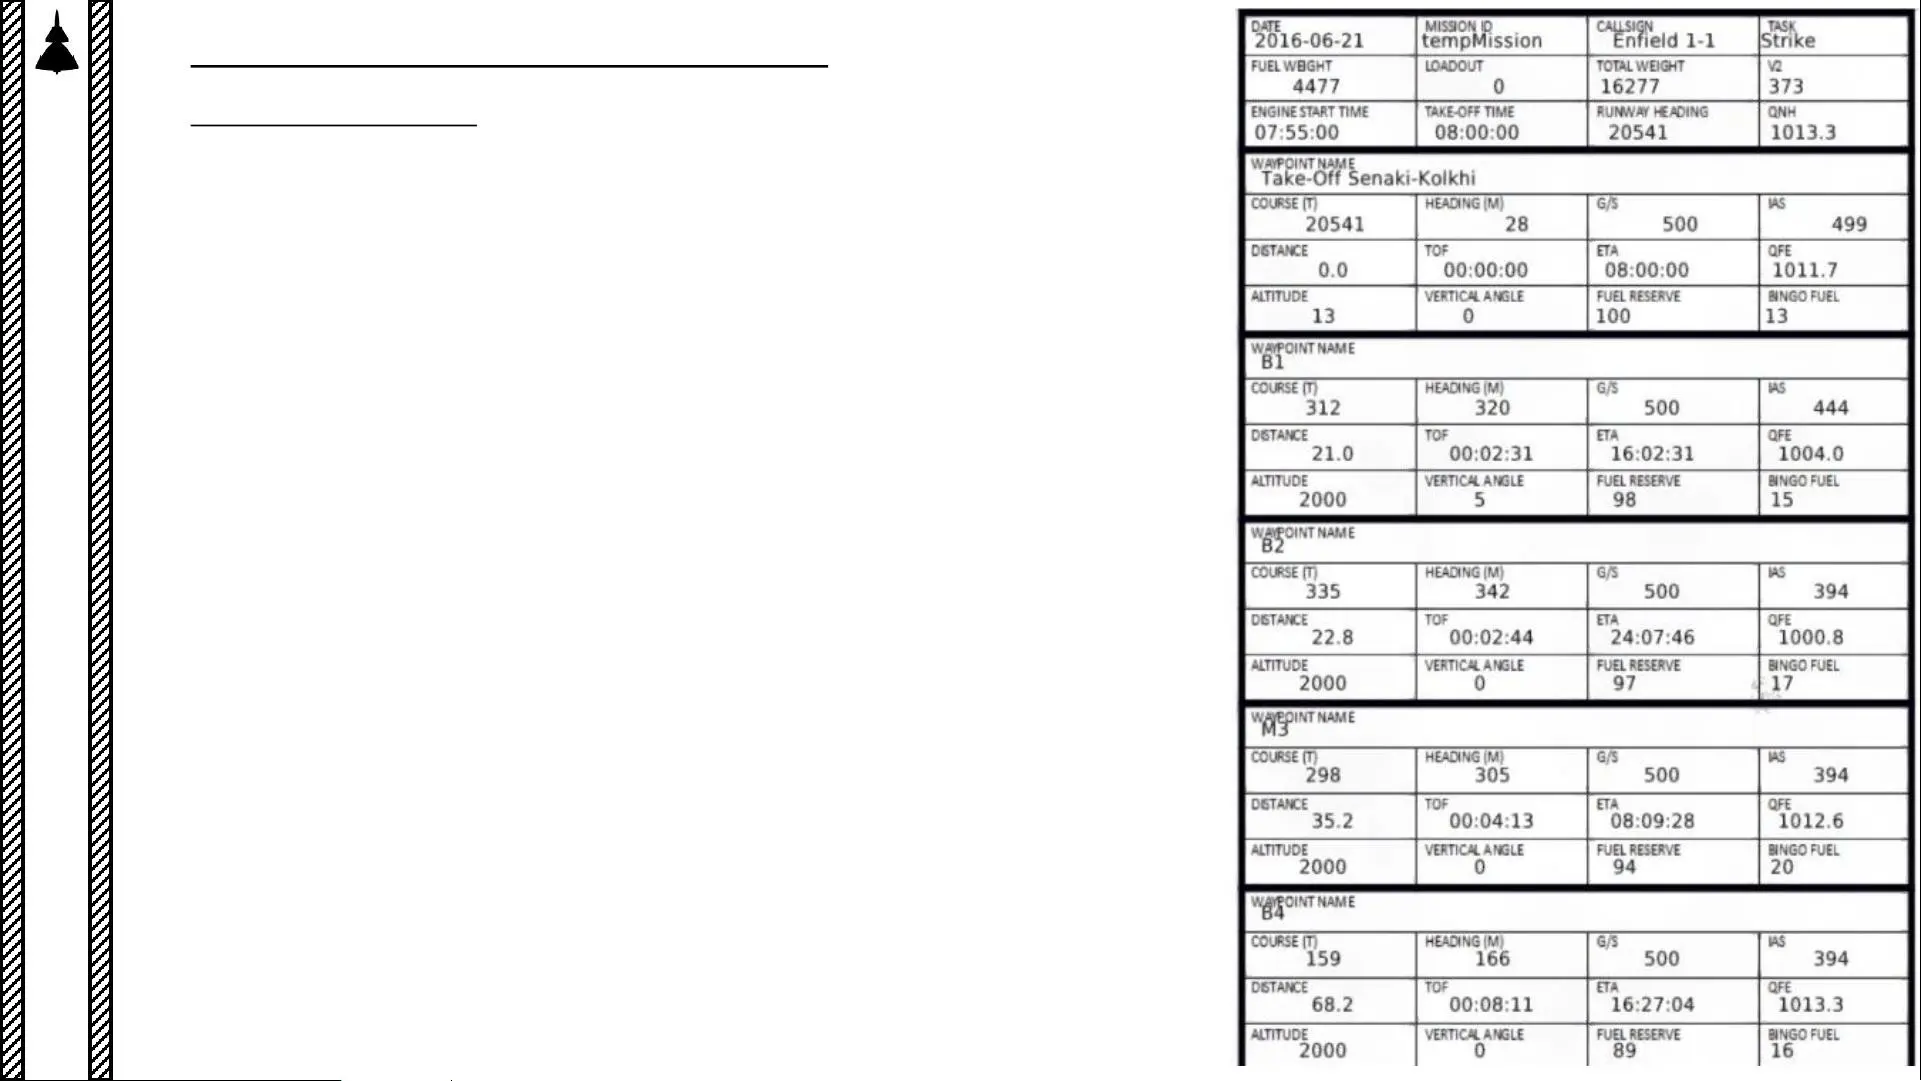 DATE MISSION ID CALLSIGN TASK
2016-06-21 tempMission Enfield 1-1 Strike
FUEL WEIGHT LOADOUT TOTAL WEIGHT V2
4477 0 16277 373
ENGINE START TIME TAKE-OFF TIME RUNWAY HEADING QNH
07:55:00 08:00:00 20541 1013.3
WAYPOINT NAME
Take-Off Senaki-Kolkhi
COURSE (T) HEADING (M) G/S IAS
20541 28 500 499
DISTANCE TOF ETA QFE
0.0 00:00:00 08:00:00 1011.7
ALTITUDE VERTICAL ANGLE FUEL RESERVE BINGO FUEL
13 0 100 13
WAYPOINT NAME
B1
COURSE (T) HEADING (M) G/S IAS
312 320 500 444
DISTANCE TOF ETA QFE
21.0 00:02:31 16:02:31 1004.0
ALTITUDE VERTICAL ANGLE FUEL RESERVE BINGO FUEL
2000 5 98 15
WAYPOINT NAME
B2
COURSE (T) HEADING (M) G/S IAS
335 342 500 394
DISTANCE TOF ETA QFE
22.8 00:02:44 24:07:46 1000.8
ALTITUDE VERTICAL ANGLE FUEL RESERVE BINGO FUEL
2000 0 97 17
WAYPOINT NAME
M3
COURSE (T) HEADING (M) G/S IAS
298 305 500 394
DISTANCE TOF ETA QFE
35.2 00:04:13 08:09:28 1012.6
ALTITUDE VERTICAL ANGLE FUEL RESERVE BINGO FUEL
2000 0 94 20
WAYPOINT NAME
B4
COURSE (T) HEADING (M) G/S IAS
159 166 500 394
DISTANCE TOF ETA QFE
68.2 00:08:11 16:27:04 1013.3
ALTITUDE VERTICAL ANGLE FUEL RESERVE BINGO FUEL
2000 0 89 16